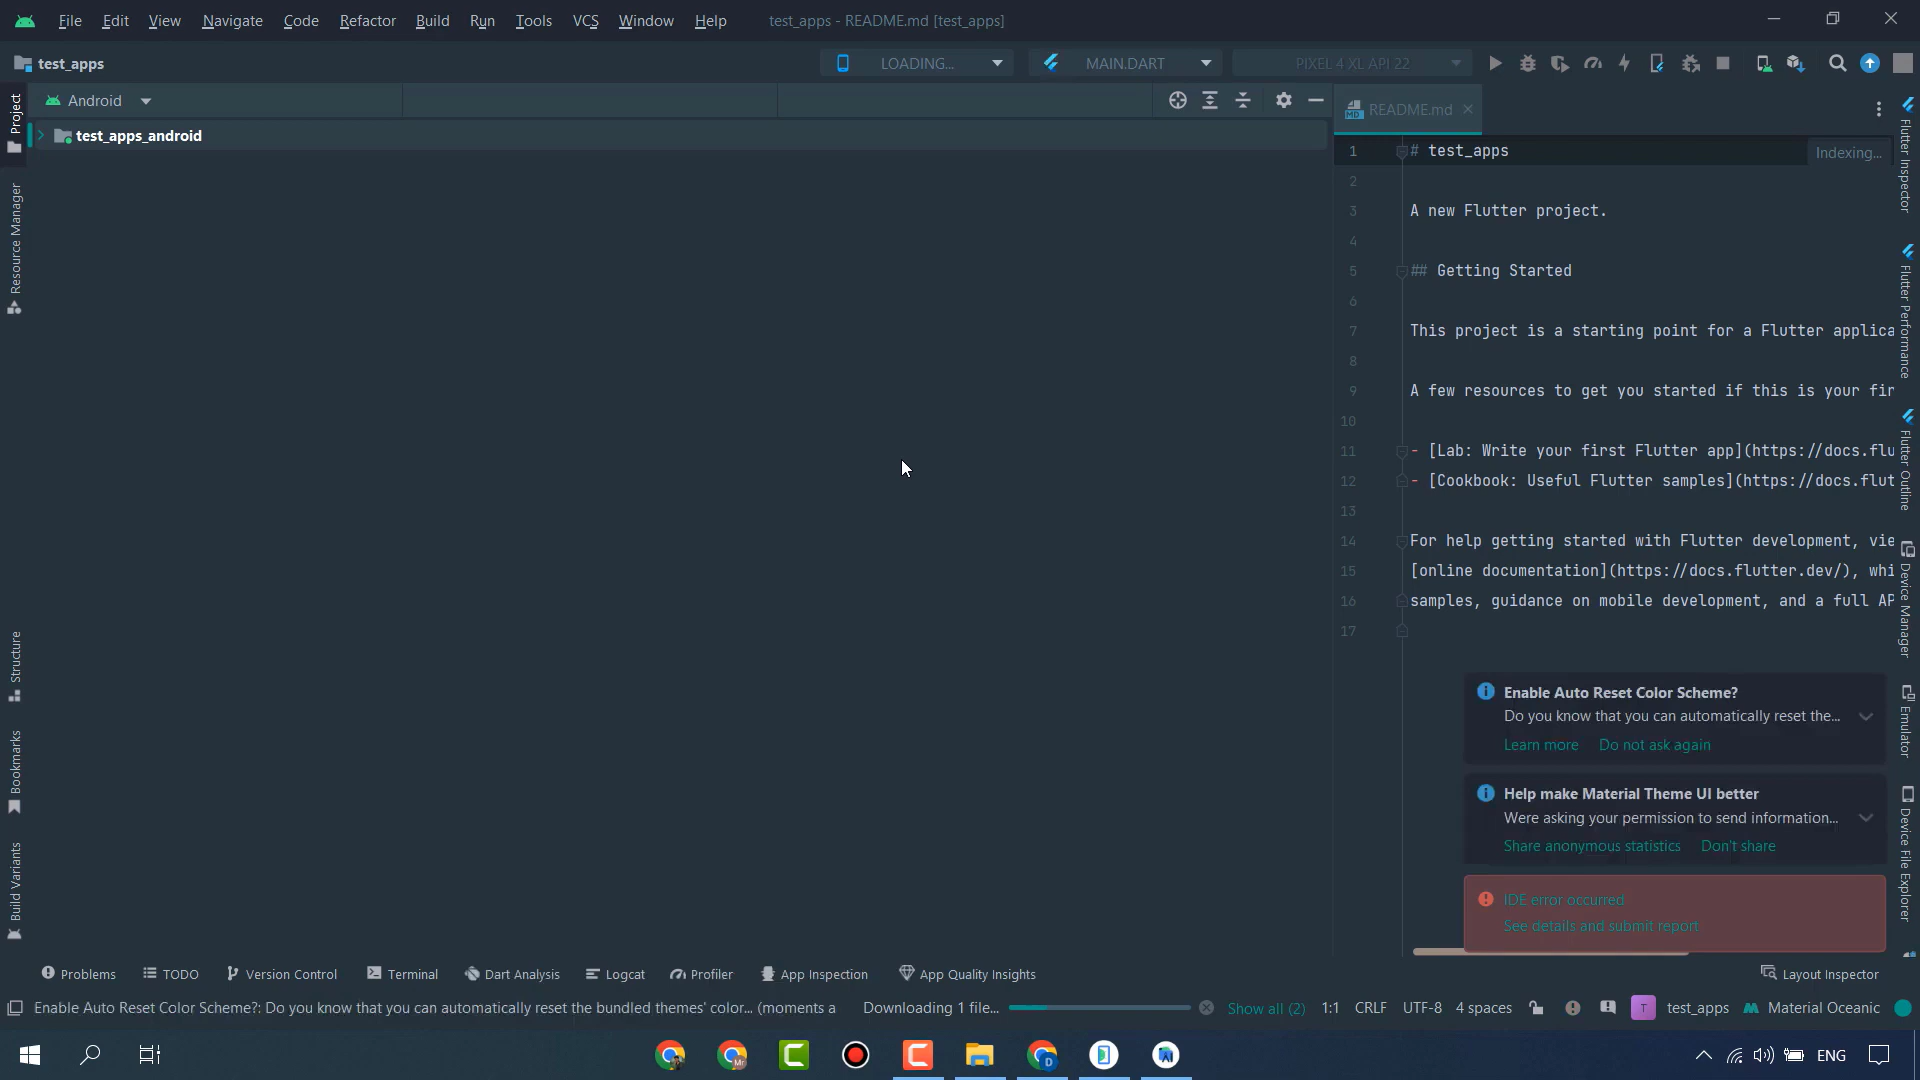 File Edit View Navigate Code Refactor Build Run Tools VCS Window Help test_apps - README.md [test_apps]
test_apps LOADING... MAIN.DART PIXEL 4 XL API 22
Android README.md
test_apps_android
1 # test_apps Indexing...
2
3 A new Flutter project.
4
5 ## Getting Started
6
7 This project is a starting point for a Flutter applica
8
9 A few resources to get you started if this is your fir
10
11 - [Lab: Write your first Flutter app](https://docs.flu
12 - [Cookbook: Useful Flutter samples](https://docs.flut
13
14 For help getting started with Flutter development, vie
15 [online documentation](https://docs.flutter.dev/), whi
16 samples, guidance on mobile development, and a full AP
17
Project
Resource Manager
Structure
Bookmarks
Build Variants
Flutter Inspector
Flutter Performance
Flutter Outline
Device Manager
Emulator
Device File Explorer
Enable Auto Reset Color Scheme?
Do you know that you can automatically reset the...
Learn more Do not ask again
Help make Material Theme UI better
Were asking your permission to send information...
Share anonymous statistics Don't share
IDE error occurred
See details and submit report
Problems TODO Version Control Terminal Dart Analysis Logcat Profiler App Inspection App Quality Insights Layout Inspector
Enable Auto Reset Color Scheme?: Do you know that you can automatically reset the bundled themes' color... (moments a Downloading 1 file... Show all (2) 1:1 CRLF UTF-8 4 spaces T test_apps Material Oceanic
ENG